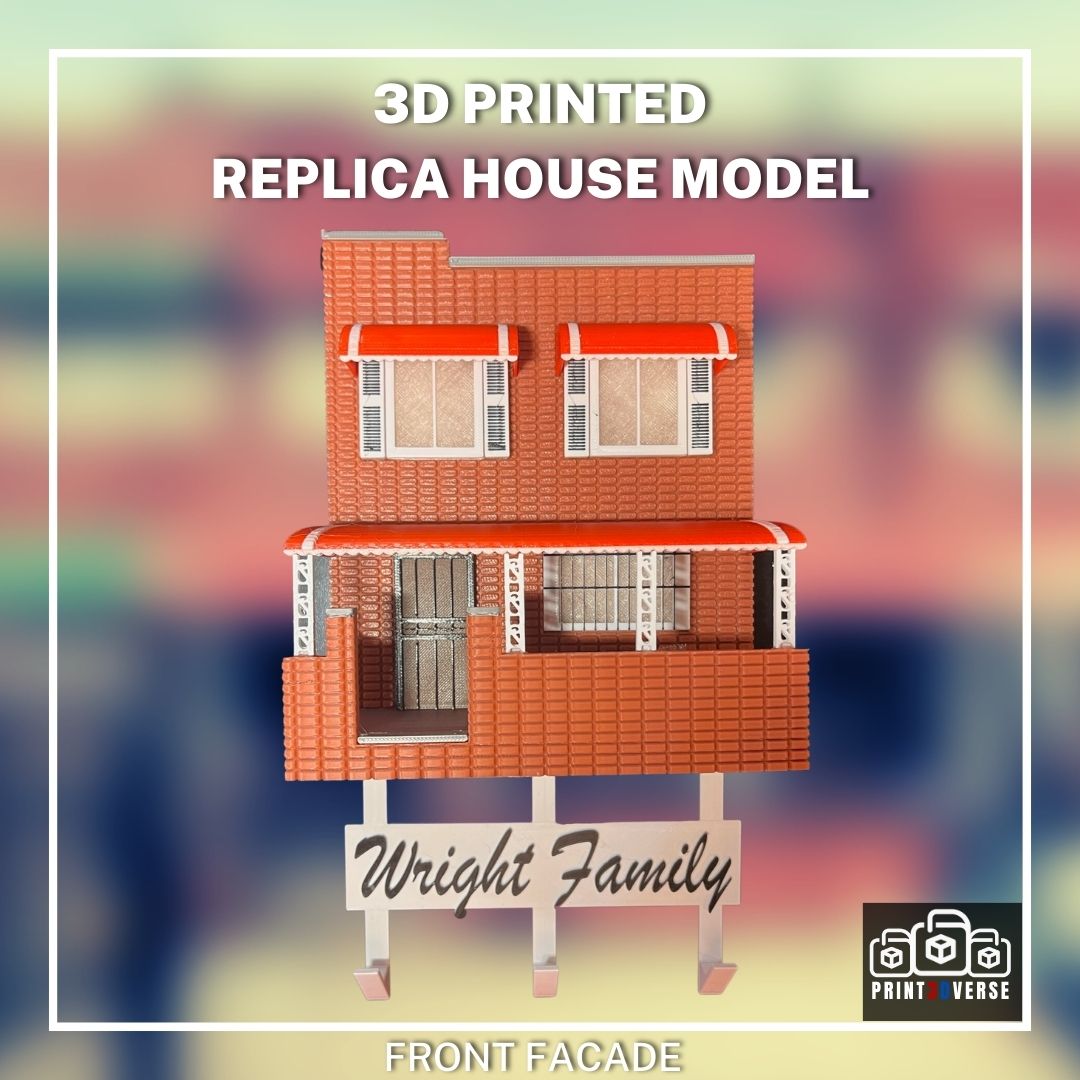 3D PRINTED
REPLICA HOUSE MODEL
Wright Family
PRINT3DVERSE
FRONT FACADE